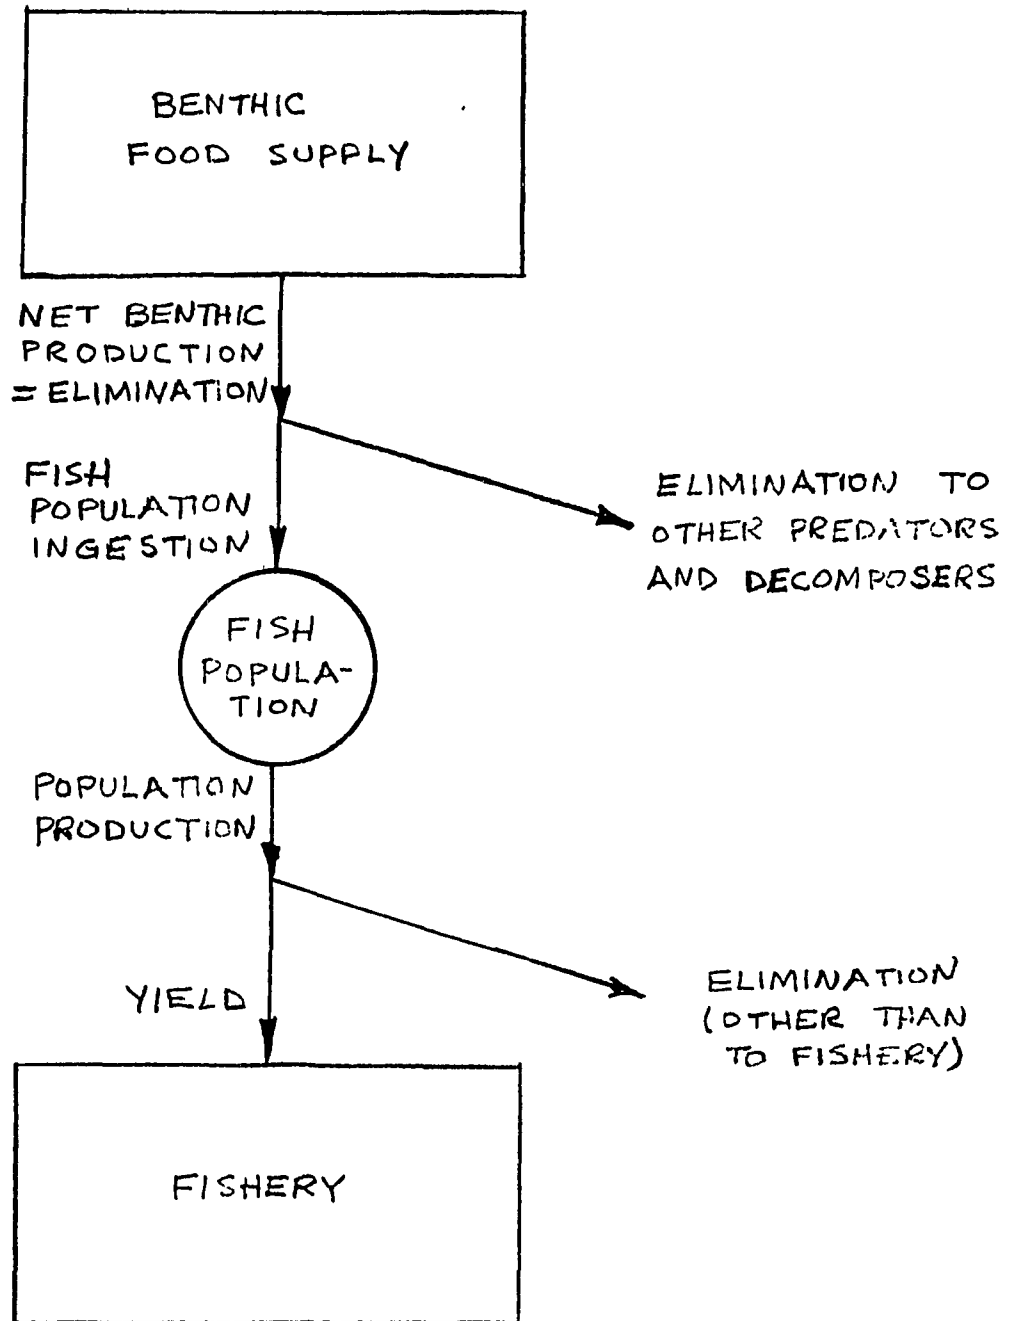 BENTHIC
FOOD SUPPLY
NET BENTHIC
PRODUCTION
= ELIMINATION
FISH
POPULATION
INGESTION
ELIMINATION TO
OTHER PREDATORS
AND DECOMPOSERS
FISH
POPULA-
TION
POPULATION
PRODUCTION
YIELD
ELIMINATION
(OTHER THAN
TO FISHERY)
FISHERY